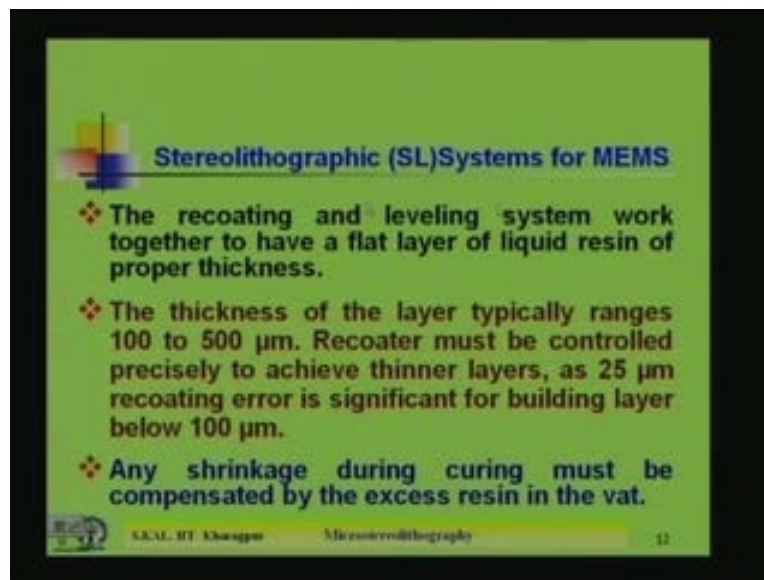 Stereolithographic (SL)Systems for MEMS
The recoating and leveling system work
together to have a flat layer of liquid resin of
proper thickness.
The thickness of the layer typically ranges
100 to 500 µm. Recoater must be controlled
precisely to achieve thinner layers, as 25 µm
recoating error is significant for building layer
below 100 µm.
Any shrinkage during curing must be
compensated by the excess resin in the vat.
S.KAL, IIT Kharagpur Microstereolithography 12